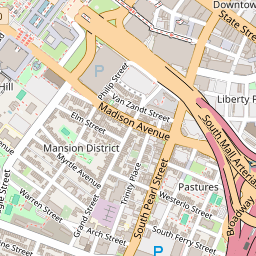 Downtown
State Street
Hill
P
Philip Street
Van Zandt Street
Liberty P
Madison Avenue
Elm Street
South Mall Arterial
Mansion District
Myrtle Avenue
Trinity Place
South Pearl Street
Pastures
Warren Street
Westerlo Street
Broadway
Grand Street
Arch Street
South Ferry Street
P
Street